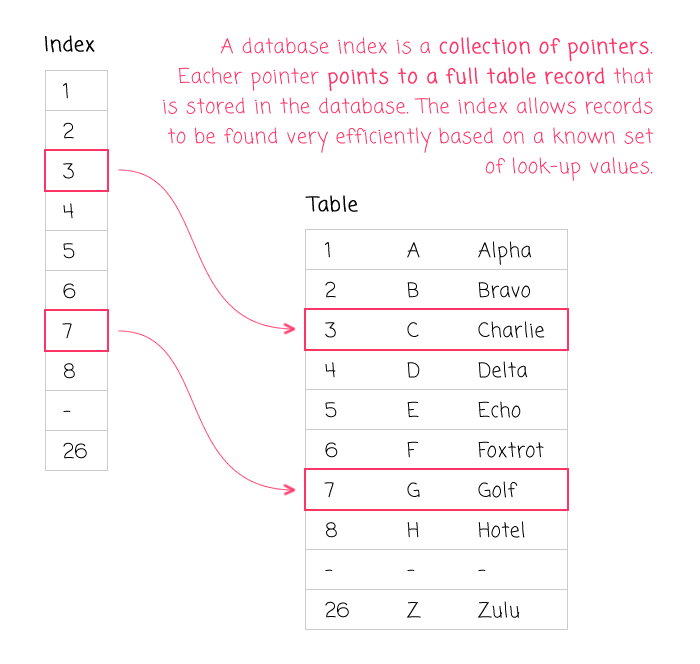 Index
A database index is a collection of pointers.
Eacher pointer points to a full table record that
is stored in the database. The index allows records
to be found very efficiently based on a known set
of look-up values.
1
2
3
4
5
6
7
8
-
26
Table
1 A Alpha
2 B Bravo
3 C Charlie
4 D Delta
5 E Echo
6 F Foxtrot
7 G Golf
8 H Hotel
- - -
26 Z Zulu